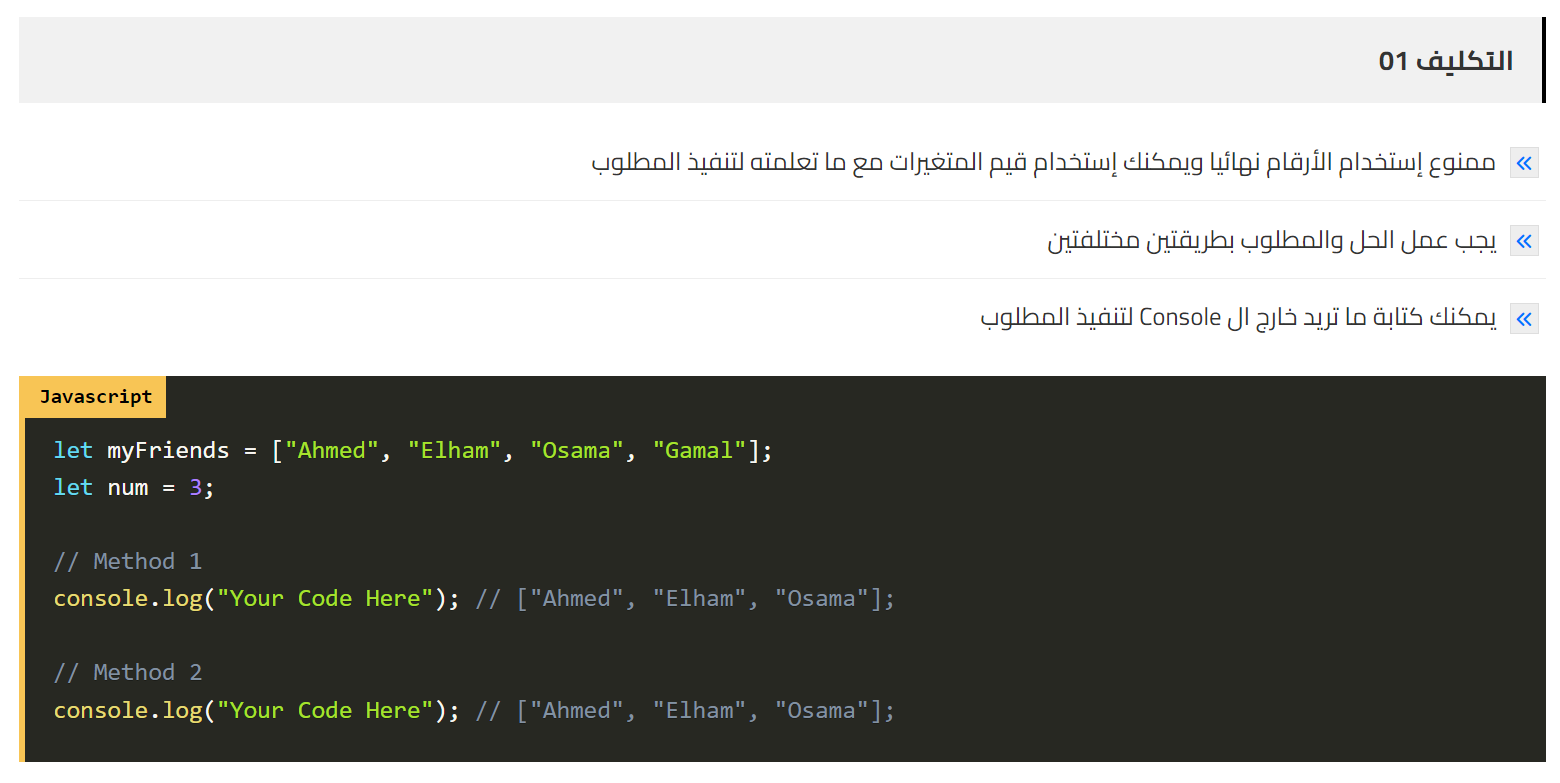 التكليف 01
ممنوع إستخدام الأرقام نهائيا ويمكنك إستخدام قيم المتغيرات مع ما تعلمته لتنفيذ المطلوب
يجب عمل الحل والمطلوب بطريقتين مختلفتين
يمكنك كتابة ما تريد خارج ال Console لتنفيذ المطلوب
Javascript
let myFriends = ["Ahmed", "Elham", "Osama", "Gamal"];
let num = 3;
// Method 1
console.log("Your Code Here"); // ["Ahmed", "Elham", "Osama"];
// Method 2
console.log("Your Code Here"); // ["Ahmed", "Elham", "Osama"];